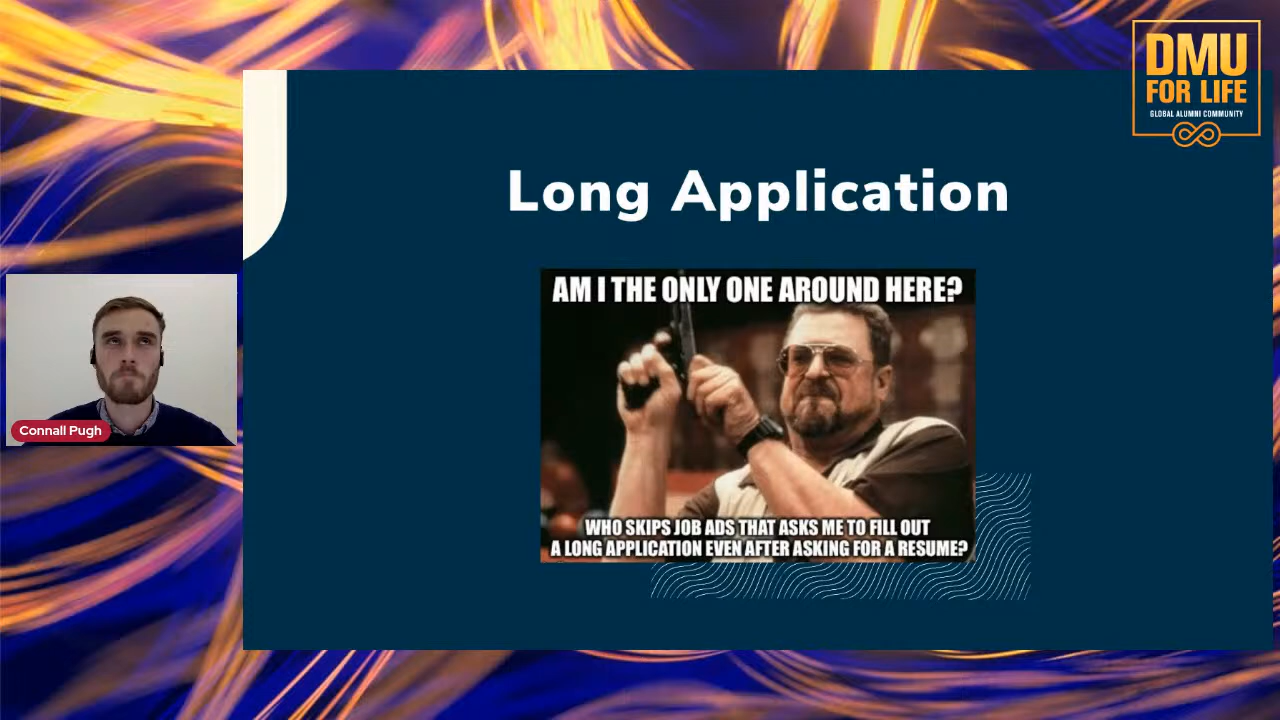 DMU
FOR LIFE
GLOBAL ALUMNI COMMUNITY
Long Application
AM I THE ONLY ONE AROUND HERE?
WHO SKIPS JOB ADS THAT ASKS ME TO FILL OUT
A LONG APPLICATION EVEN AFTER ASKING FOR A RESUME?
Connall Pugh